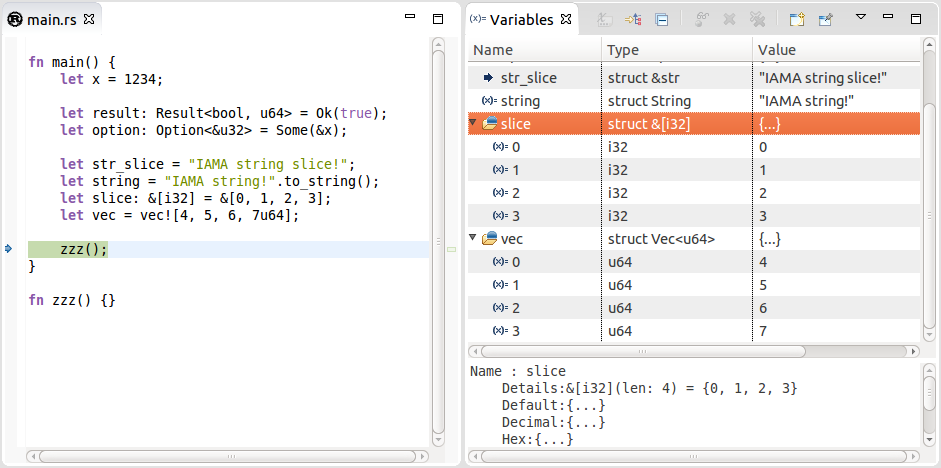 main.rs
fn main() {
    let x = 1234;
    let result: Result<bool, u64> = Ok(true);
    let option: Option<&u32> = Some(&x);
    let str_slice = "IAMA string slice!";
    let string = "IAMA string!".to_string();
    let slice: &[i32] = &[0, 1, 2, 3];
    let vec = vec![4, 5, 6, 7u64];
    zzz();
}
fn zzz() {}
(x)= Variables
Name Type Value
str_slice struct &str "IAMA string slice!"
(x)= string struct String "IAMA string!"
slice struct &[i32] {...}
(x)= 0 i32 0
(x)= 1 i32 1
(x)= 2 i32 2
(x)= 3 i32 3
vec struct Vec<u64> {...}
(x)= 0 u64 4
(x)= 1 u64 5
(x)= 2 u64 6
(x)= 3 u64 7
Name : slice
    Details:&[i32](len: 4) = {0, 1, 2, 3}
    Default:{...}
    Decimal:{...}
    Hex:{...}